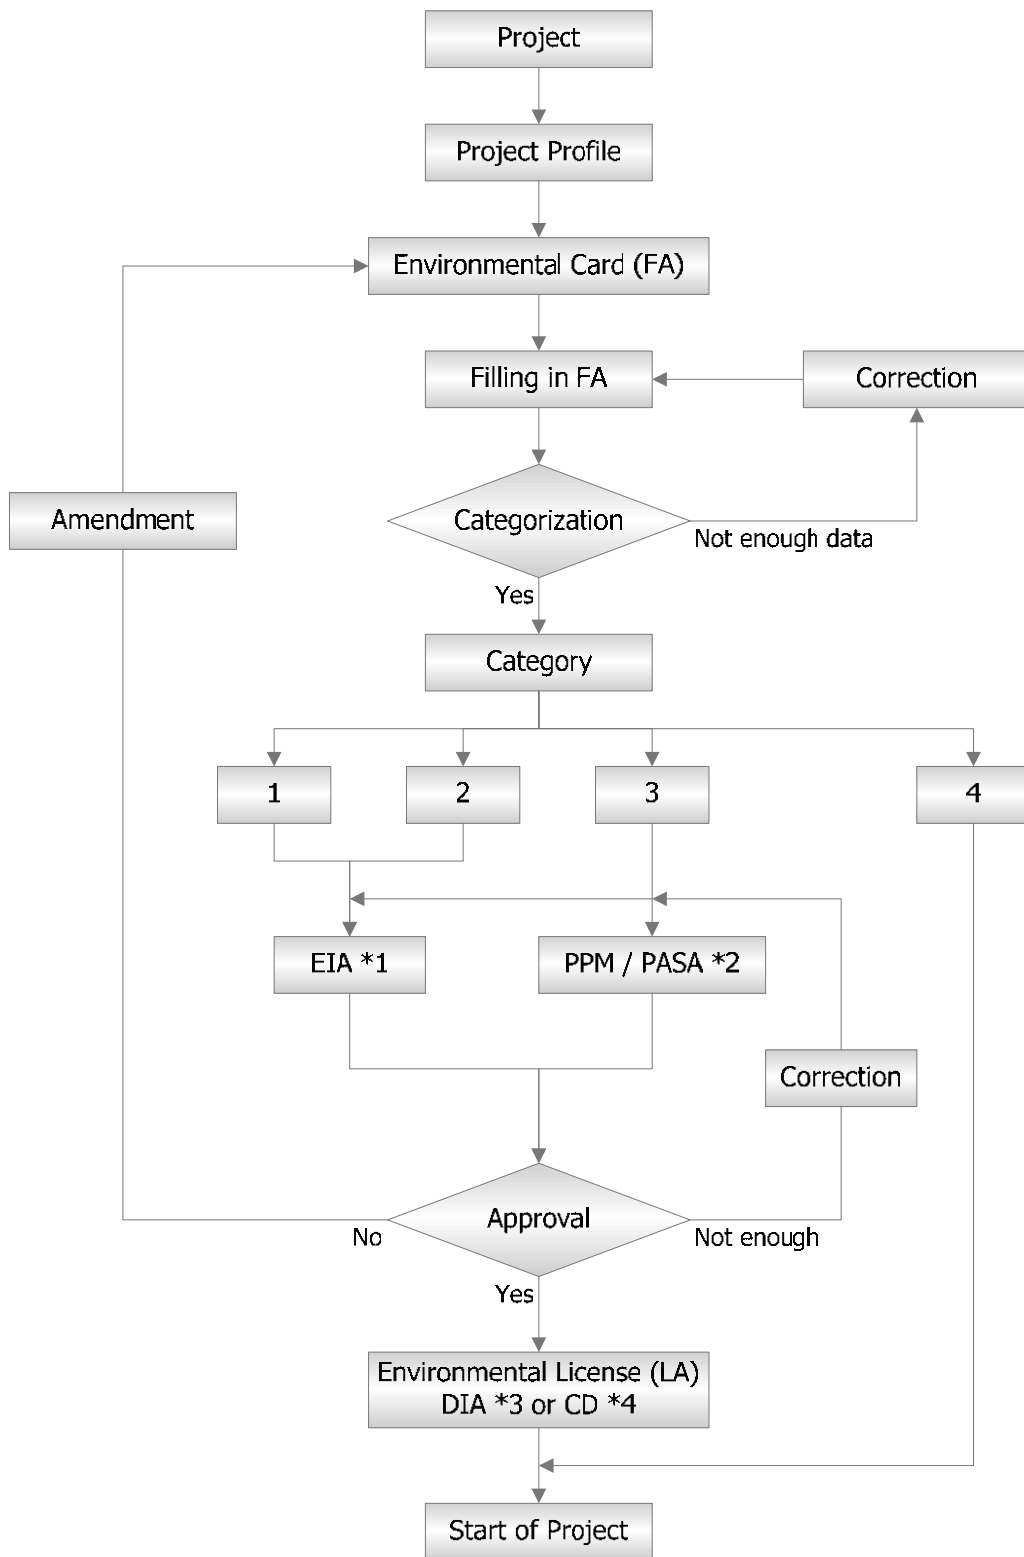 Project
Project Profile
Environmental Card (FA)
Filling in FA
Correction
Amendment
Categorization
Not enough data
Yes
Category
1
2
3
4
EIA *1
PPM / PASA *2
Correction
Approval
No
Not enough
Yes
Environmental License (LA)
DIA *3 or CD *4
Start of Project